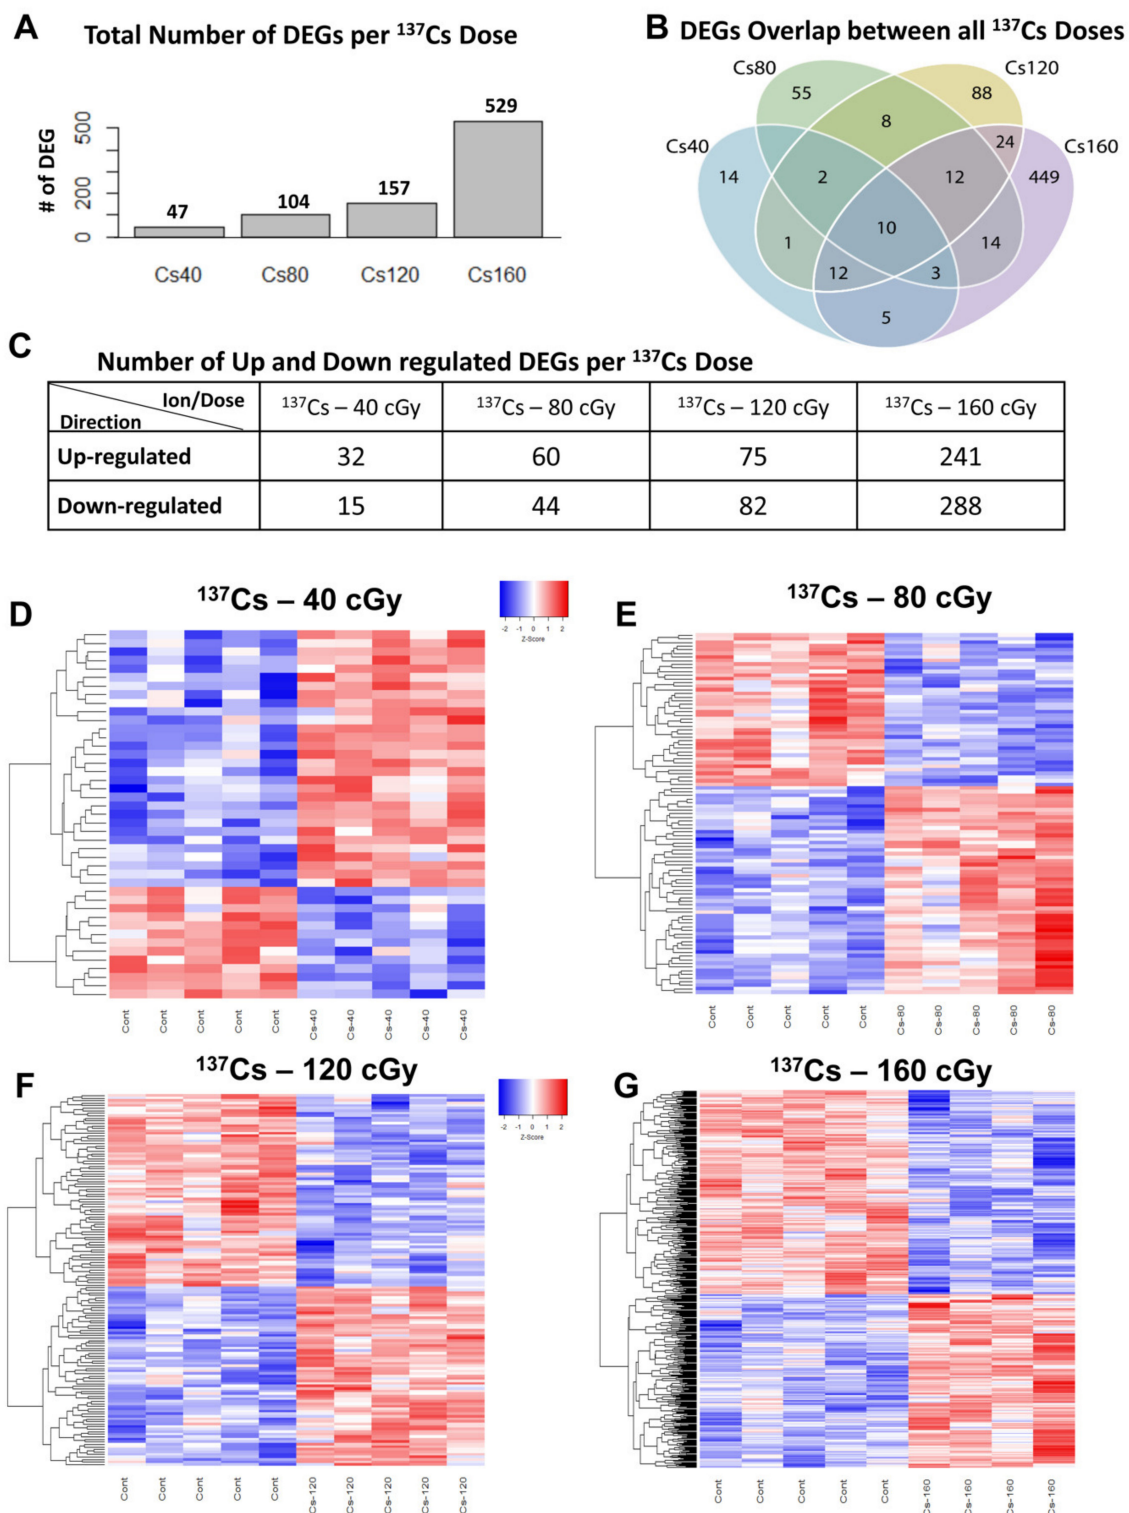 A Total Number of DEGs per ¹³⁷Cs Dose
# of DEG
500
200
0
47
104
157
529
Cs40 Cs80 Cs120 Cs160
B DEGs Overlap between all ¹³⁷Cs Doses
Cs80 Cs120
Cs40 Cs160
55 88
8
24
14 2 12 449
10
1 14
12 3
5
C Number of Up and Down regulated DEGs per ¹³⁷Cs Dose
Ion/Dose
Direction
¹³⁷Cs – 40 cGy ¹³⁷Cs – 80 cGy ¹³⁷Cs – 120 cGy ¹³⁷Cs – 160 cGy
Up-regulated 32 60 75 241
Down-regulated 15 44 82 288
D ¹³⁷Cs – 40 cGy
-2 -1 0 1 2
Z-Score
Cont Cont Cont Cont Cont Cs-40 Cs-40 Cs-40 Cs-40 Cs-40
E ¹³⁷Cs – 80 cGy
Cont Cont Cont Cont Cont Cs-80 Cs-80 Cs-80 Cs-80 Cs-80
F ¹³⁷Cs – 120 cGy
-2 -1 0 1 2
Z-Score
Cont Cont Cont Cont Cont Cs-120 Cs-120 Cs-120 Cs-120 Cs-120
G ¹³⁷Cs – 160 cGy
Cont Cont Cont Cont Cont Cs-160 Cs-160 Cs-160 Cs-160